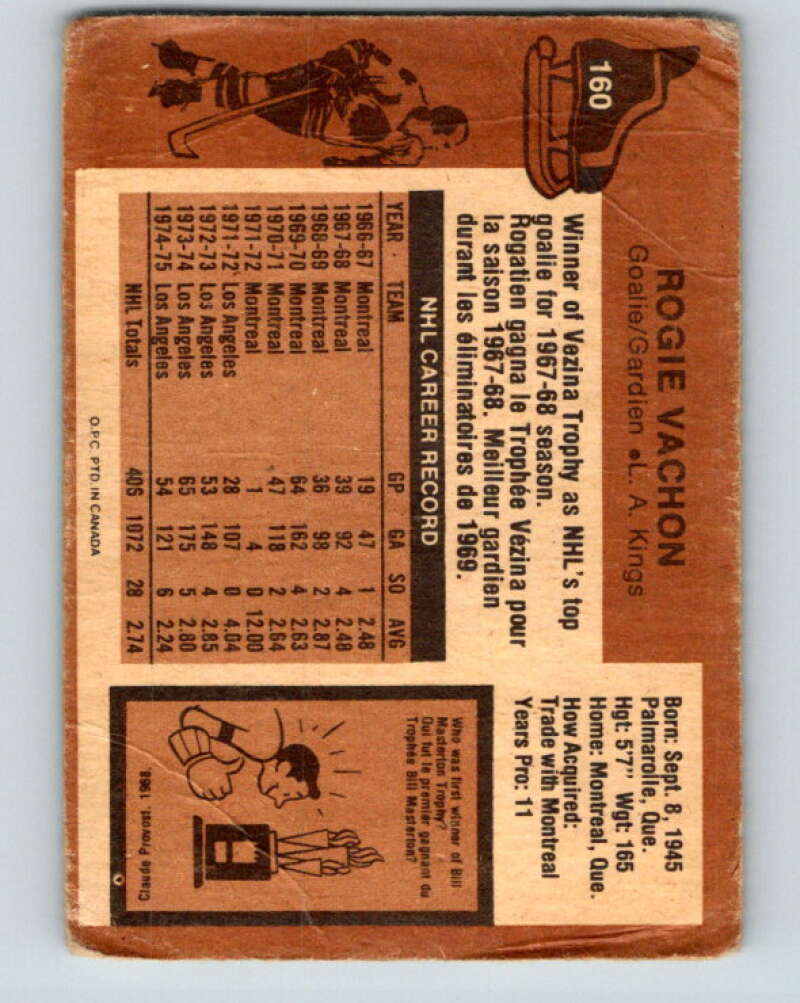 160
ROGIE VACHON
Goalie/Gardien • L. A. Kings
Winner of Vezina Trophy as NHL's top
goalie for 1967-68 season.
Rogatien gagna le Trophée Vézina pour
la saison 1967-68. Meilleur gardien
durant les éliminatoires de 1969.
Born: Sept. 8, 1945
Palmarolle, Que.
Hgt: 5'7" Wgt: 165
Home: Montreal, Que.
How Acquired:
Trade with Montreal
Years Pro: 11
NHL CAREER RECORD
YEAR TEAM GP GA SO AVG
1966-67 Montreal 19 47 1 2.48
1967-68 Montreal 39 92 4 2.48
1968-69 Montreal 36 98 2 2.87
1969-70 Montreal 64 162 4 2.63
1970-71 Montreal 47 118 2 2.64
1971-72 Montreal 1 4 0 12.00
1971-72 Los Angeles 28 107 0 4.04
1972-73 Los Angeles 53 148 4 2.85
1973-74 Los Angeles 65 175 5 2.80
1974-75 Los Angeles 54 121 6 2.24
NHL Totals 406 1072 28 2.74
Who was first winner of Bill
Masterton Trophy?
Qui fut le premier gagnant du
Trophée Bill Masterton?
Claude Provost 1968.
O.P.C. PTD. IN CANADA